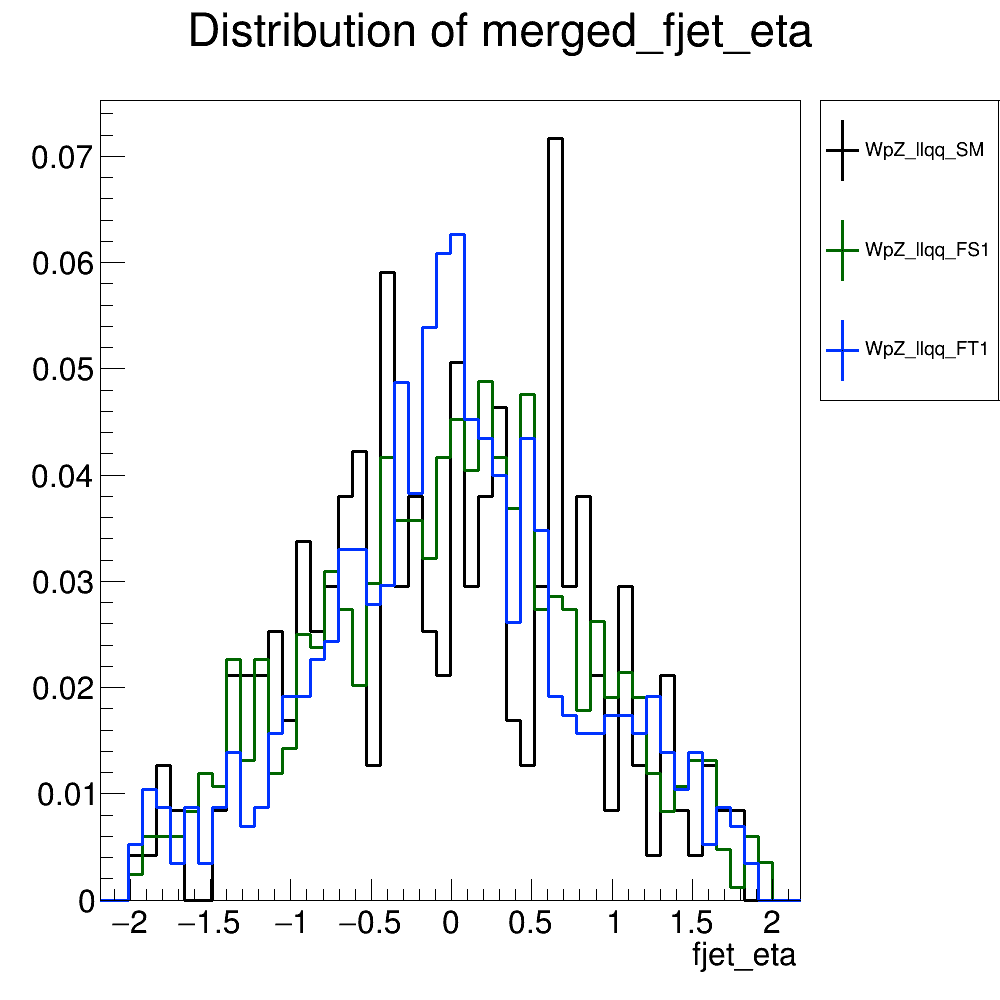 Distribution of merged_fjet_eta
WpZ_llqq_SM
WpZ_llqq_FS1
WpZ_llqq_FT1
0.07
0.06
0.05
0.04
0.03
0.02
0.01
0
−2 −1.5 −1 −0.5 0 0.5 1 1.5 2
fjet_eta